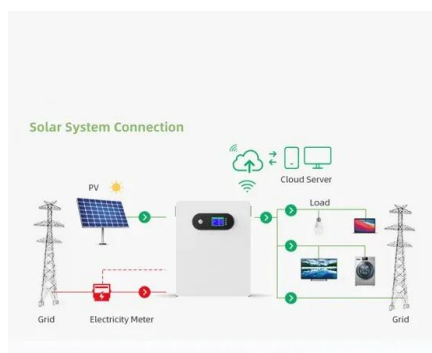 Solar System Connection
Cloud Server
PV
Load
Grid
Electricity Meter
Grid